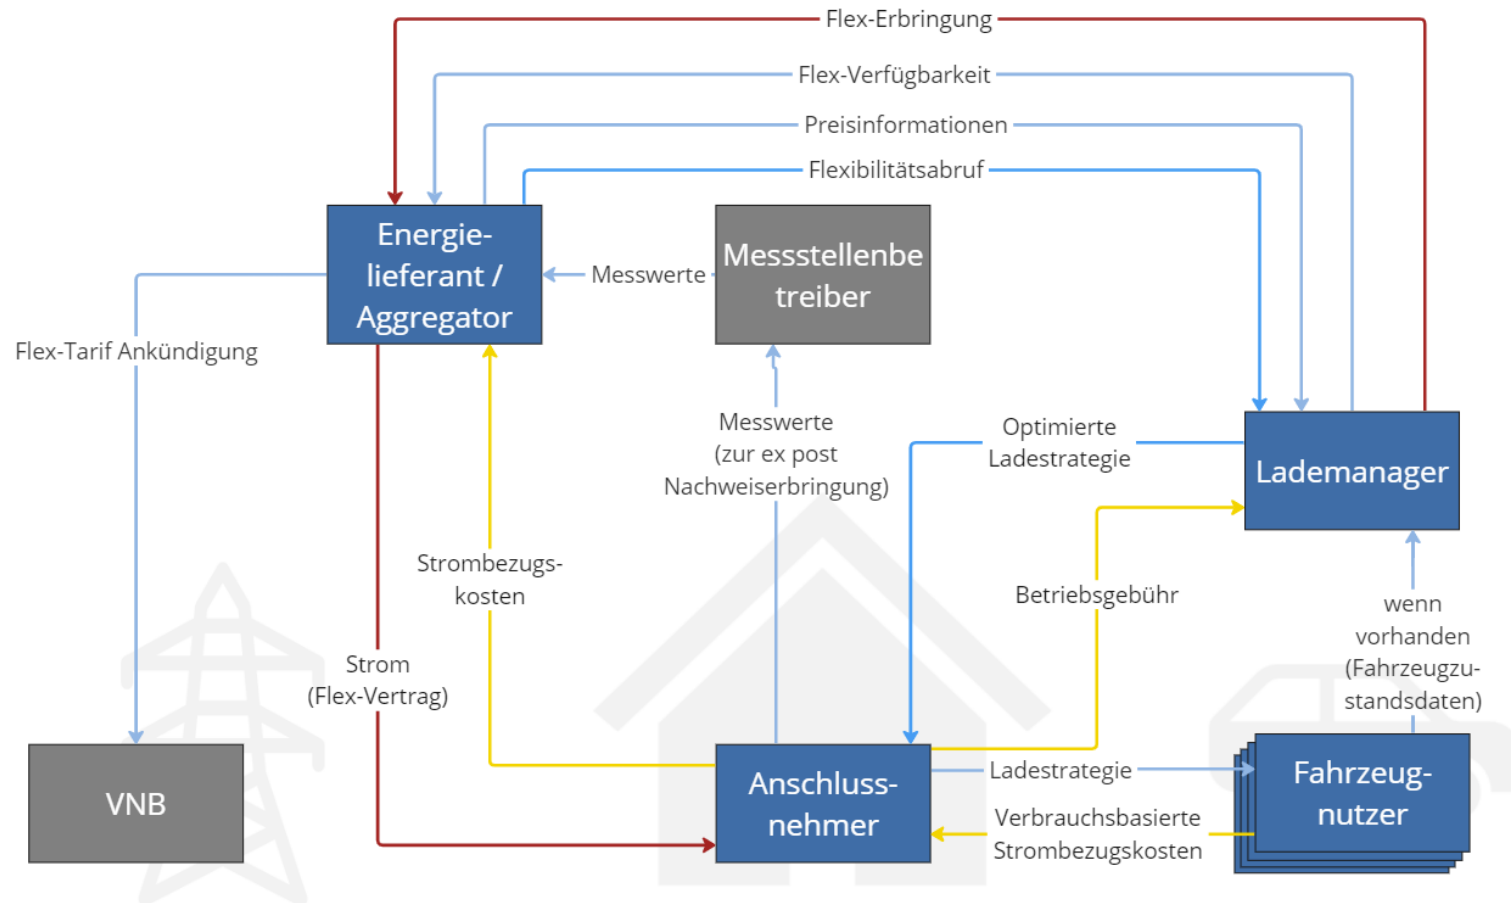 Flex-Erbringung
Flex-Verfügbarkeit
Preisinformationen
Flexibilitätsabruf
Energie-
lieferant /
Aggregator
Messwerte
Messstellenbe
treiber
Flex-Tarif Ankündigung
Messwerte
(zur ex post
Nachweiserbringung)
Optimierte
Ladestrategie
Lademanager
Strombezugs-
kosten
Betriebsgebühr
wenn
vorhanden
(Fahrzeugzu-
standsdaten)
Strom
(Flex-Vertrag)
VNB
Anschluss-
nehmer
Ladestrategie
Verbrauchsbasierte
Strombezugskosten
Fahrzeug-
nutzer